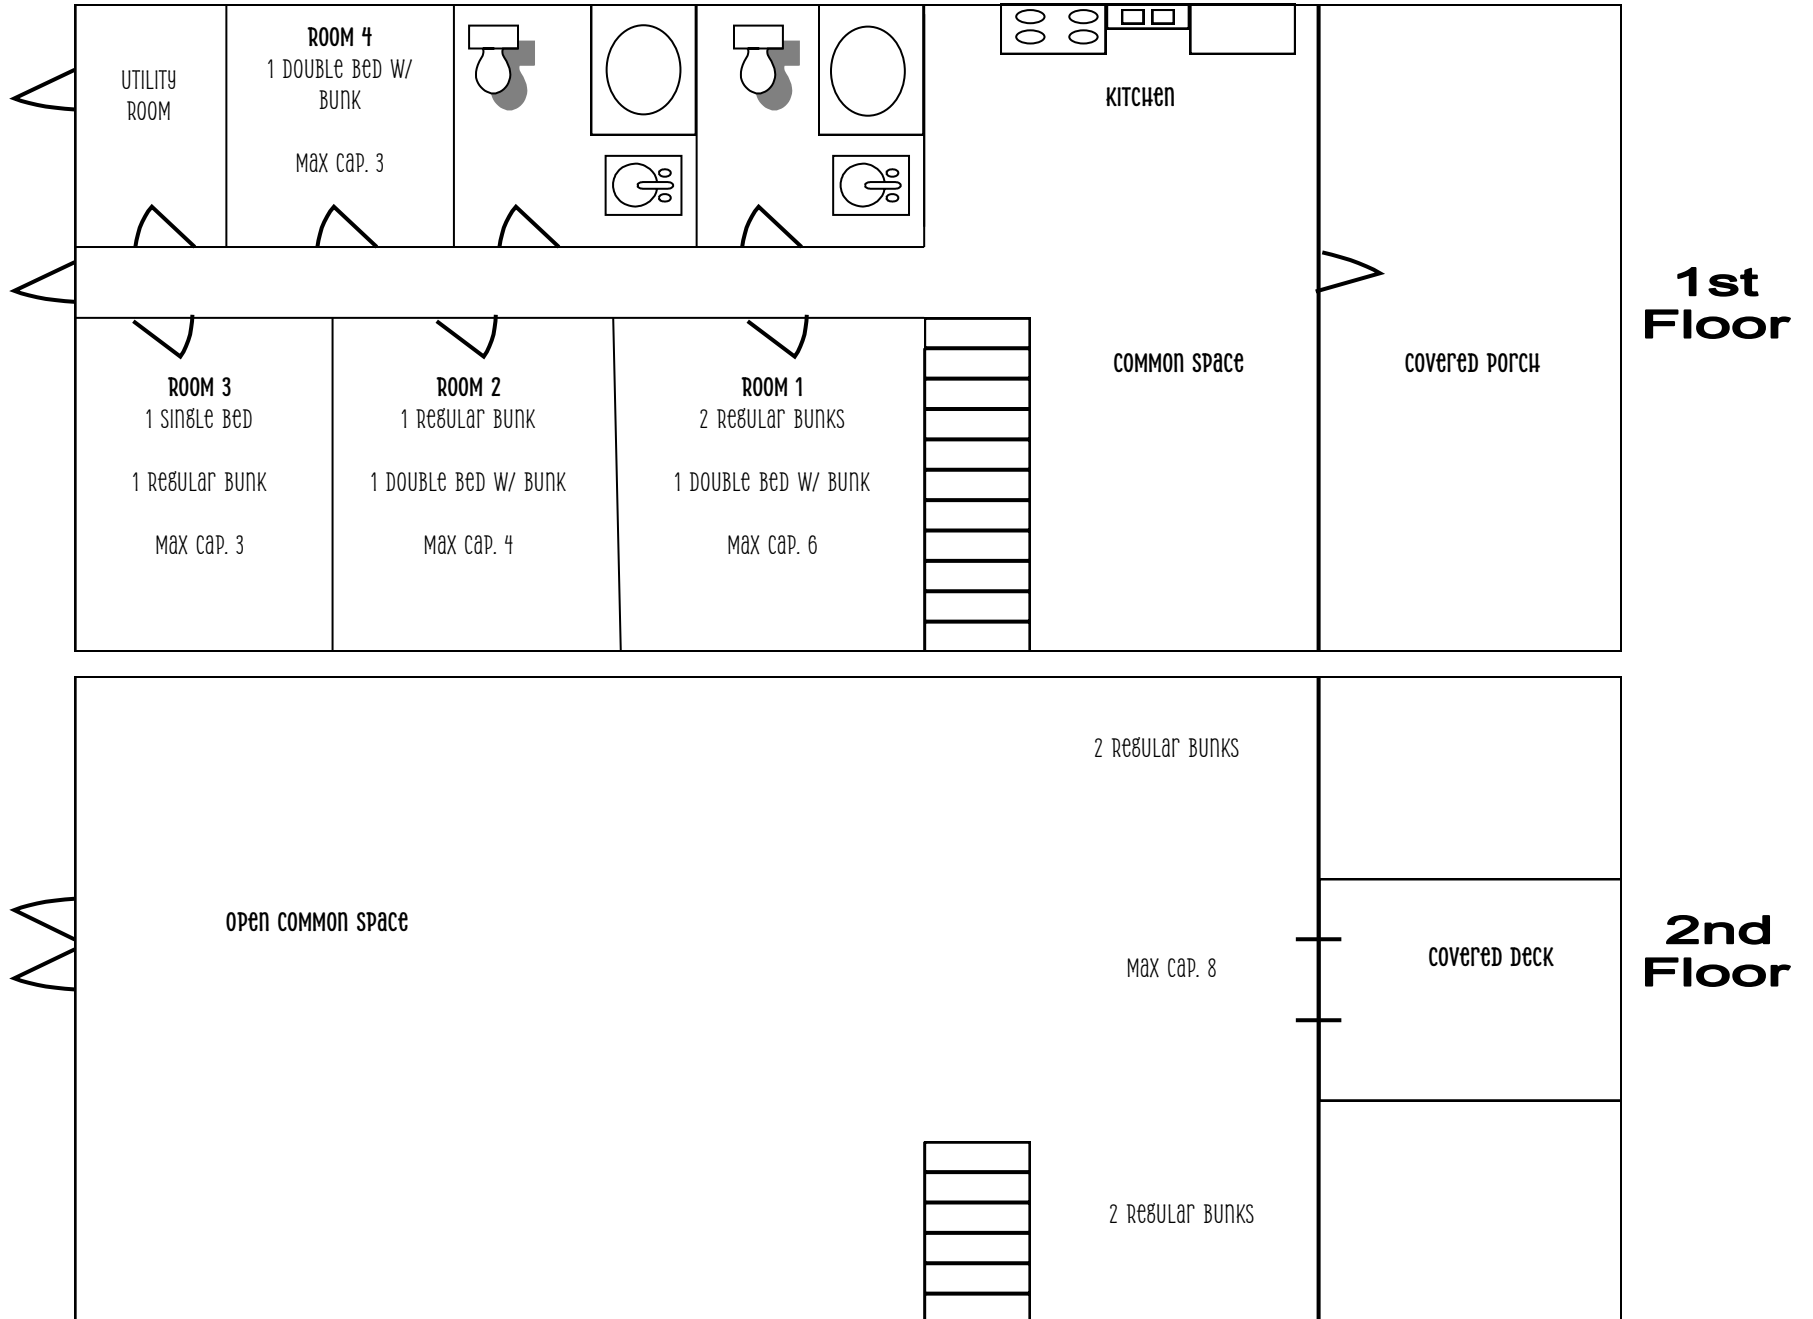 UTILITY
ROOM
ROOM 4
1 DOUBLE BED W/
BUNK
MAX CAP. 3
KITCHEN
1st
Floor
COMMON SPACE
COVERED PORCH
ROOM 3
1 SINGLE BED
1 REGULAR BUNK
MAX CAP. 3
ROOM 2
1 REGULAR BUNK
1 DOUBLE BED W/ BUNK
MAX CAP. 4
ROOM 1
2 REGULAR BUNKS
1 DOUBLE BED W/ BUNK
MAX CAP. 6
2 REGULAR BUNKS
OPEN COMMON SPACE
MAX CAP. 8
COVERED DECK
2nd
Floor
2 REGULAR BUNKS